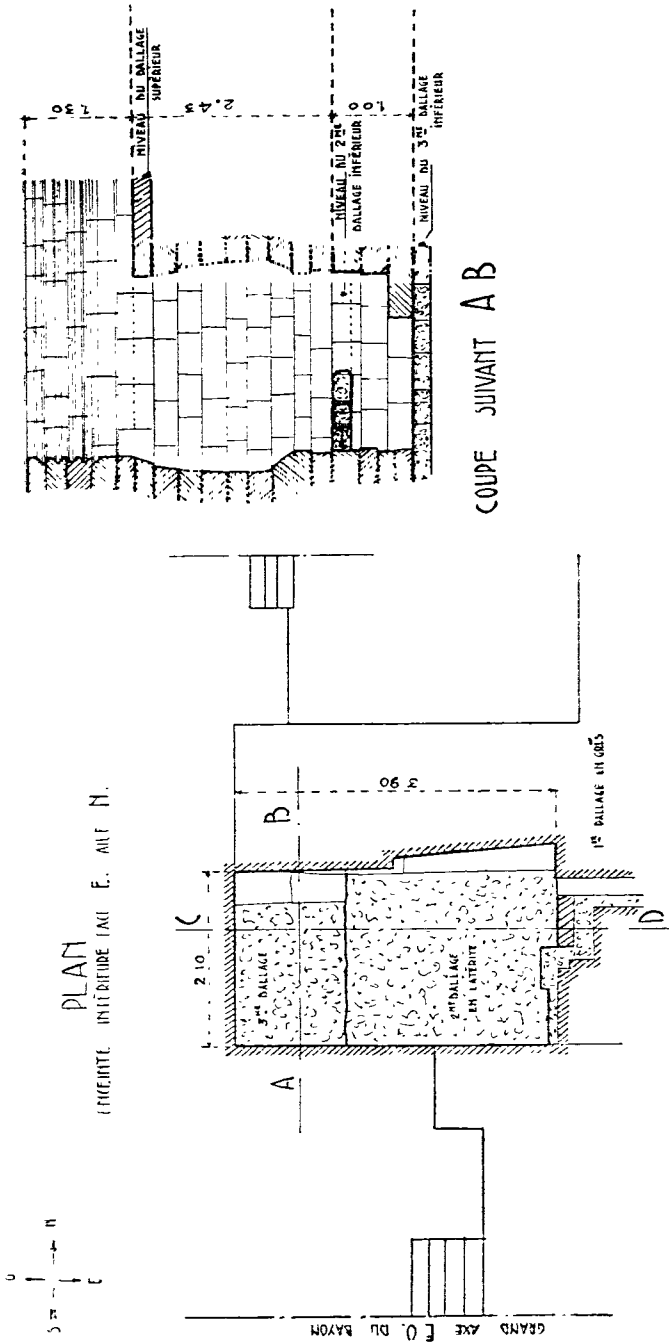 PLAN
ENCEINTE INTÉRIEURE FACE E. AILE N.
O
S
N
E
C
2 10
A
B
3 90
3ᴹᴱ DALLAGE
2ᴹᴱ DALLAGE
EN LATÉRITE
1ᴱᴿ DALLAGE EN GRÈS
D
GRAND AXE E.O. DU BAYON
NIVEAU DU DALLAGE
SUPÉRIEUR
1.30
2.43
1.00
NIVEAU DU 2ᴹᴱ
DALLAGE INFÉRIEUR
NIVEAU DU 3ᴹᴱ DALLAGE
INFÉRIEUR
COUPE SUIVANT A B